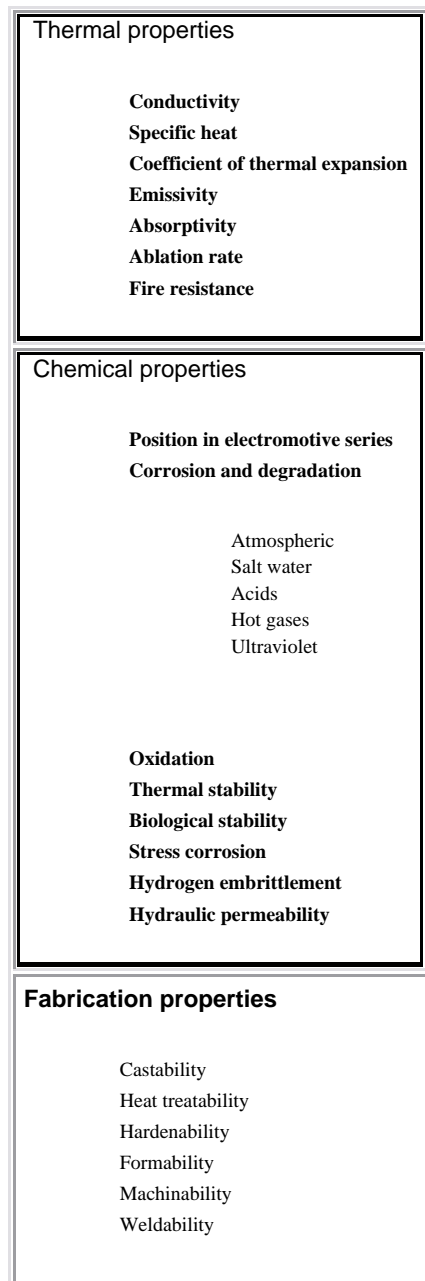 Thermal properties
Conductivity
Specific heat
Coefficient of thermal expansion
Emissivity
Absorptivity
Ablation rate
Fire resistance
Chemical properties
Position in electromotive series
Corrosion and degradation
Atmospheric
Salt water
Acids
Hot gases
Ultraviolet
Oxidation
Thermal stability
Biological stability
Stress corrosion
Hydrogen embrittlement
Hydraulic permeability
Fabrication properties
Castability
Heat treatability
Hardenability
Formability
Machinability
Weldability